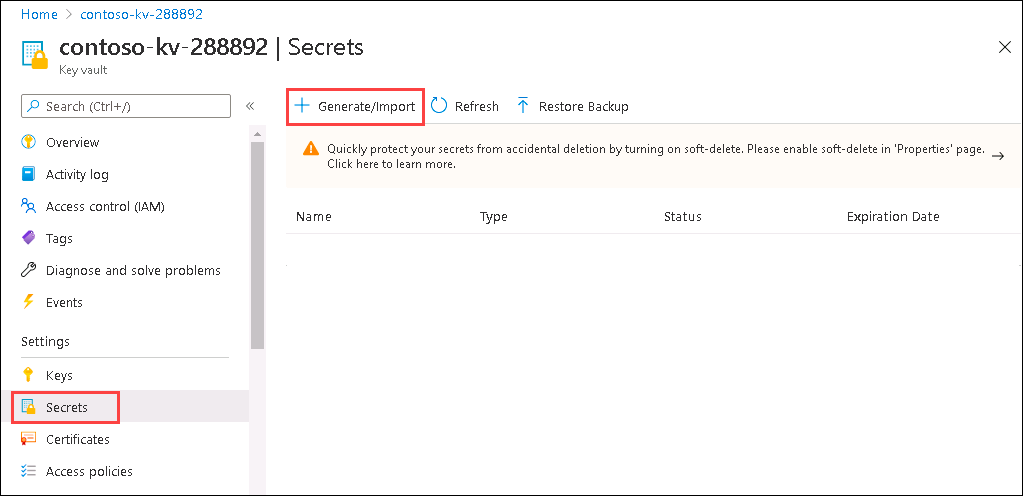 Home > contoso-kv-288892
contoso-kv-288892 | Secrets
Key vault
Search (Ctrl+/)
«
Generate/Import
Refresh
Restore Backup
Quickly protect your secrets from accidental deletion by turning on soft-delete. Please enable soft-delete in 'Properties' page.
Click here to learn more.
Overview
Activity log
Access control (IAM)
Tags
Diagnose and solve problems
Events
Settings
Keys
Secrets
Certificates
Access policies
Name Type Status Expiration Date